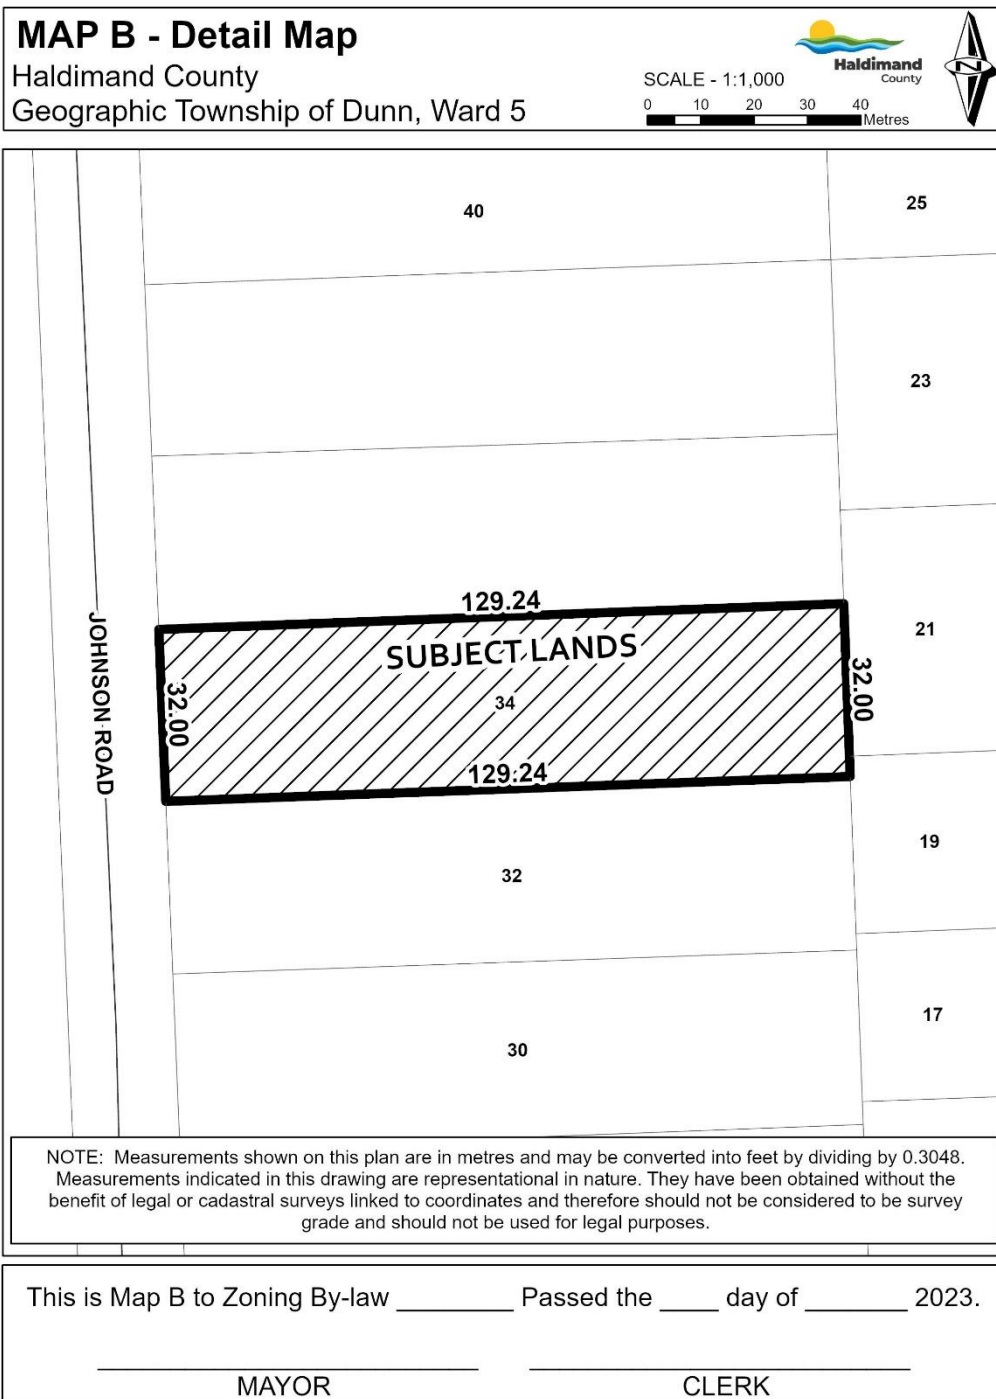 MAP B - Detail Map
Haldimand County
Geographic Township of Dunn, Ward 5
SCALE - 1:1,000
0 10 20 30 40
Metres
Haldimand
County
N
40
25
23
129.24
SUBJECT LANDS
21
JOHNSON ROAD
32.00
34
32.00
129.24
19
32
17
30
NOTE: Measurements shown on this plan are in metres and may be converted into feet by dividing by 0.3048.
Measurements indicated in this drawing are representational in nature. They have been obtained without the
benefit of legal or cadastral surveys linked to coordinates and therefore should not be considered to be survey
grade and should not be used for legal purposes.
This is Map B to Zoning By-law ________ Passed the ____ day of _______ 2023.
MAYOR
CLERK